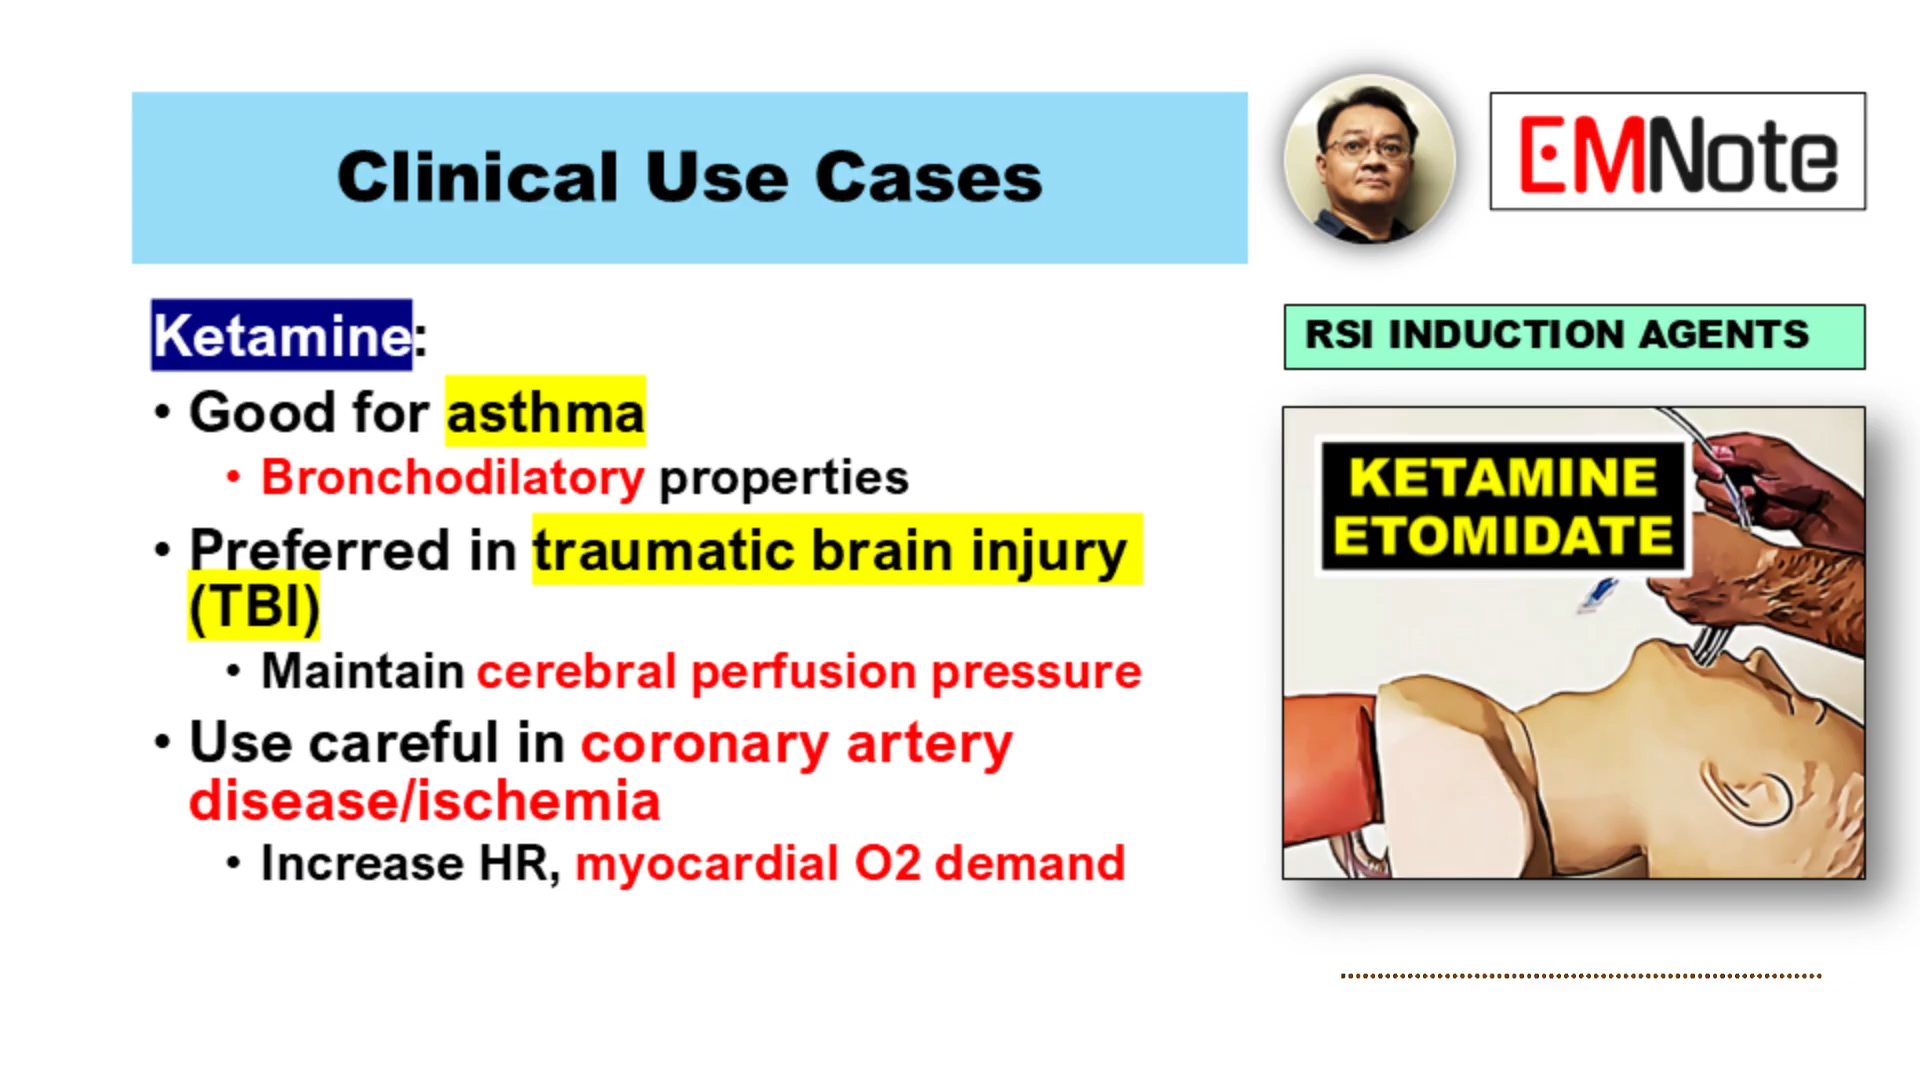 Clinical Use Cases
EMNote
Ketamine:
• Good for asthma
• Bronchodilatory properties
• Preferred in traumatic brain injury
(TBI)
• Maintain cerebral perfusion pressure
• Use careful in coronary artery
disease/ischemia
• Increase HR, myocardial O2 demand
RSI INDUCTION AGENTS
KETAMINE
ETOMIDATE